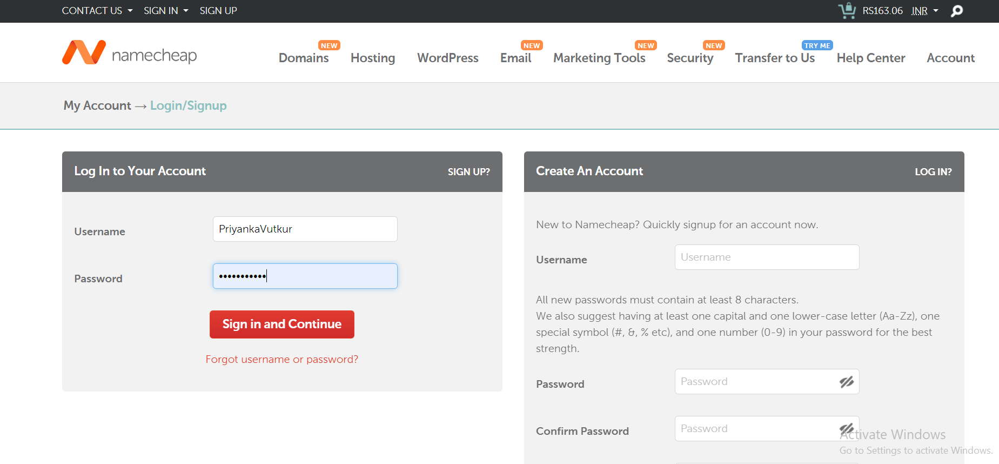 CONTACT US SIGN IN SIGN UP RS163.06 INR
namecheap
NEW NEW NEW NEW TRY ME
Domains Hosting WordPress Email Marketing Tools Security Transfer to Us Help Center Account
My Account → Login/Signup
Log In to Your Account SIGN UP?
Username PriyankaVutkur
Password •••••••••••
Sign in and Continue
Forgot username or password?
Create An Account LOG IN?
New to Namecheap? Quickly signup for an account now.
Username Username
All new passwords must contain at least 8 characters.
We also suggest having at least one capital and one lower-case letter (Aa-Zz), one
special symbol (#, &, % etc), and one number (0-9) in your password for the best
strength.
Password Password
Confirm Password Password
Activate Windows
Go to Settings to activate Windows.